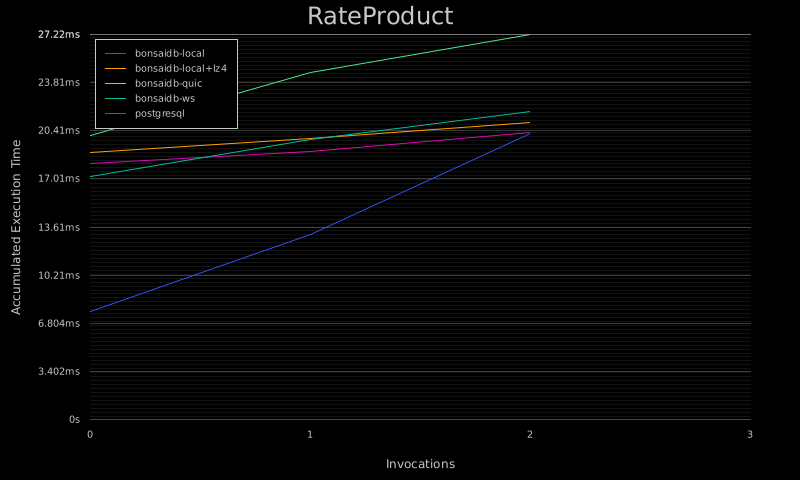 RateProduct
27.22ms
23.81ms
20.41ms
17.01ms
13.61ms
10.21ms
6.804ms
3.402ms
0s
bonsaidb-local
bonsaidb-local+lz4
bonsaidb-quic
bonsaidb-ws
postgresql
Accumulated Execution Time
0 1 2 3
Invocations